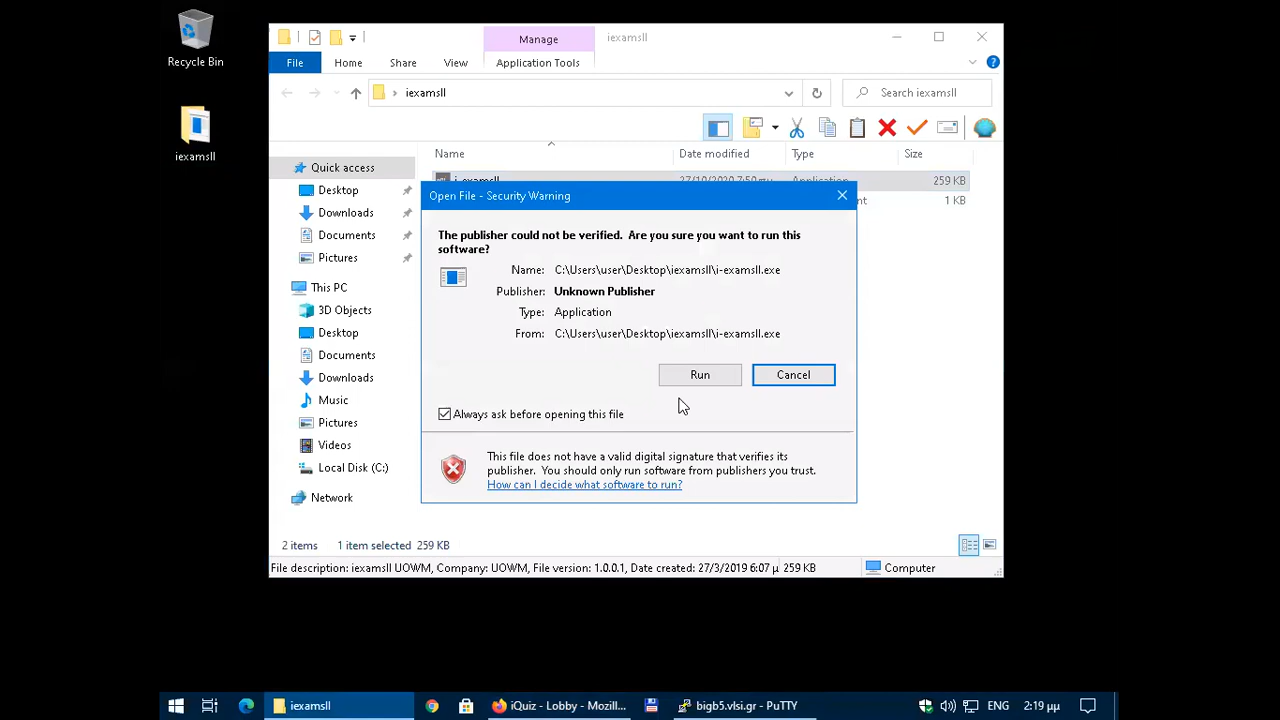 Recycle Bin
iexamsll
Manage
iexamsll
File
Home
Share
View
Application Tools
iexamsll
Search iexamsll
Name
Date modified
Type
Size
i-examsll
27/10/2020 7:50 πμ
Application
259 KB
1 KB
Quick access
Desktop
Downloads
Documents
Pictures
This PC
3D Objects
Desktop
Documents
Downloads
Music
Pictures
Videos
Local Disk (C:)
Network
Open File - Security Warning
The publisher could not be verified. Are you sure you want to run this
software?
Name: C:\Users\user\Desktop\iexamsll\i-examsll.exe
Publisher: Unknown Publisher
Type: Application
From: C:\Users\user\Desktop\iexamsll\i-examsll.exe
Run
Cancel
Always ask before opening this file
This file does not have a valid digital signature that verifies its
publisher. You should only run software from publishers you trust.
How can I decide what software to run?
2 items
1 item selected 259 KB
File description: iexamsll UOWM, Company: UOWM, File version: 1.0.0.1, Date created: 27/3/2019 6:07 μ 259 KB
Computer
iexamsll
iQuiz - Lobby - Mozill...
bigb5.vlsi.gr - PuTTY
ENG
2:19 μμ